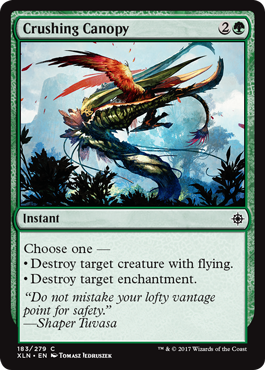 Crushing Canopy 2
Instant
Choose one —
• Destroy target creature with flying.
• Destroy target enchantment.
"Do not mistake your lofty vantage
point for safety."
—Shaper Tuvasa
183/279 C
XLN • EN Tomasz Jedruszek
™ & © 2017 Wizards of the Coast